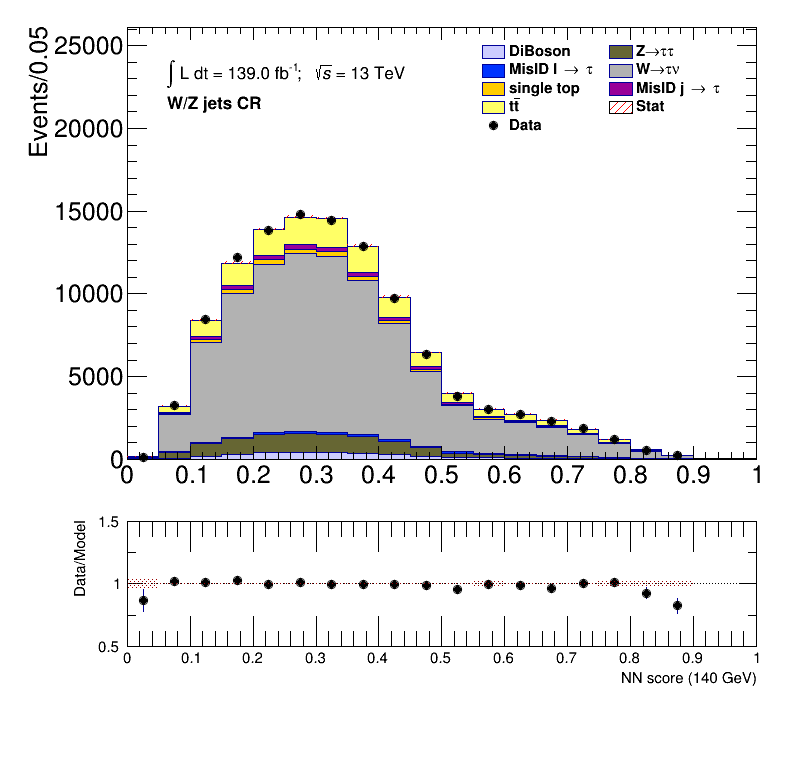 Events/0.05
25000
20000
15000
10000
5000
0
∫ L dt = 139.0 fb⁻¹; √s = 13 TeV
W/Z jets CR
DiBoson
MisID l → τ
single top
tt̄
Data
Z→ττ
W→τν
MisID j → τ
Stat
0 0.1 0.2 0.3 0.4 0.5 0.6 0.7 0.8 0.9 1
Data/Model
1.5
1
0.5
0 0.1 0.2 0.3 0.4 0.5 0.6 0.7 0.8 0.9 1
NN score (140 GeV)